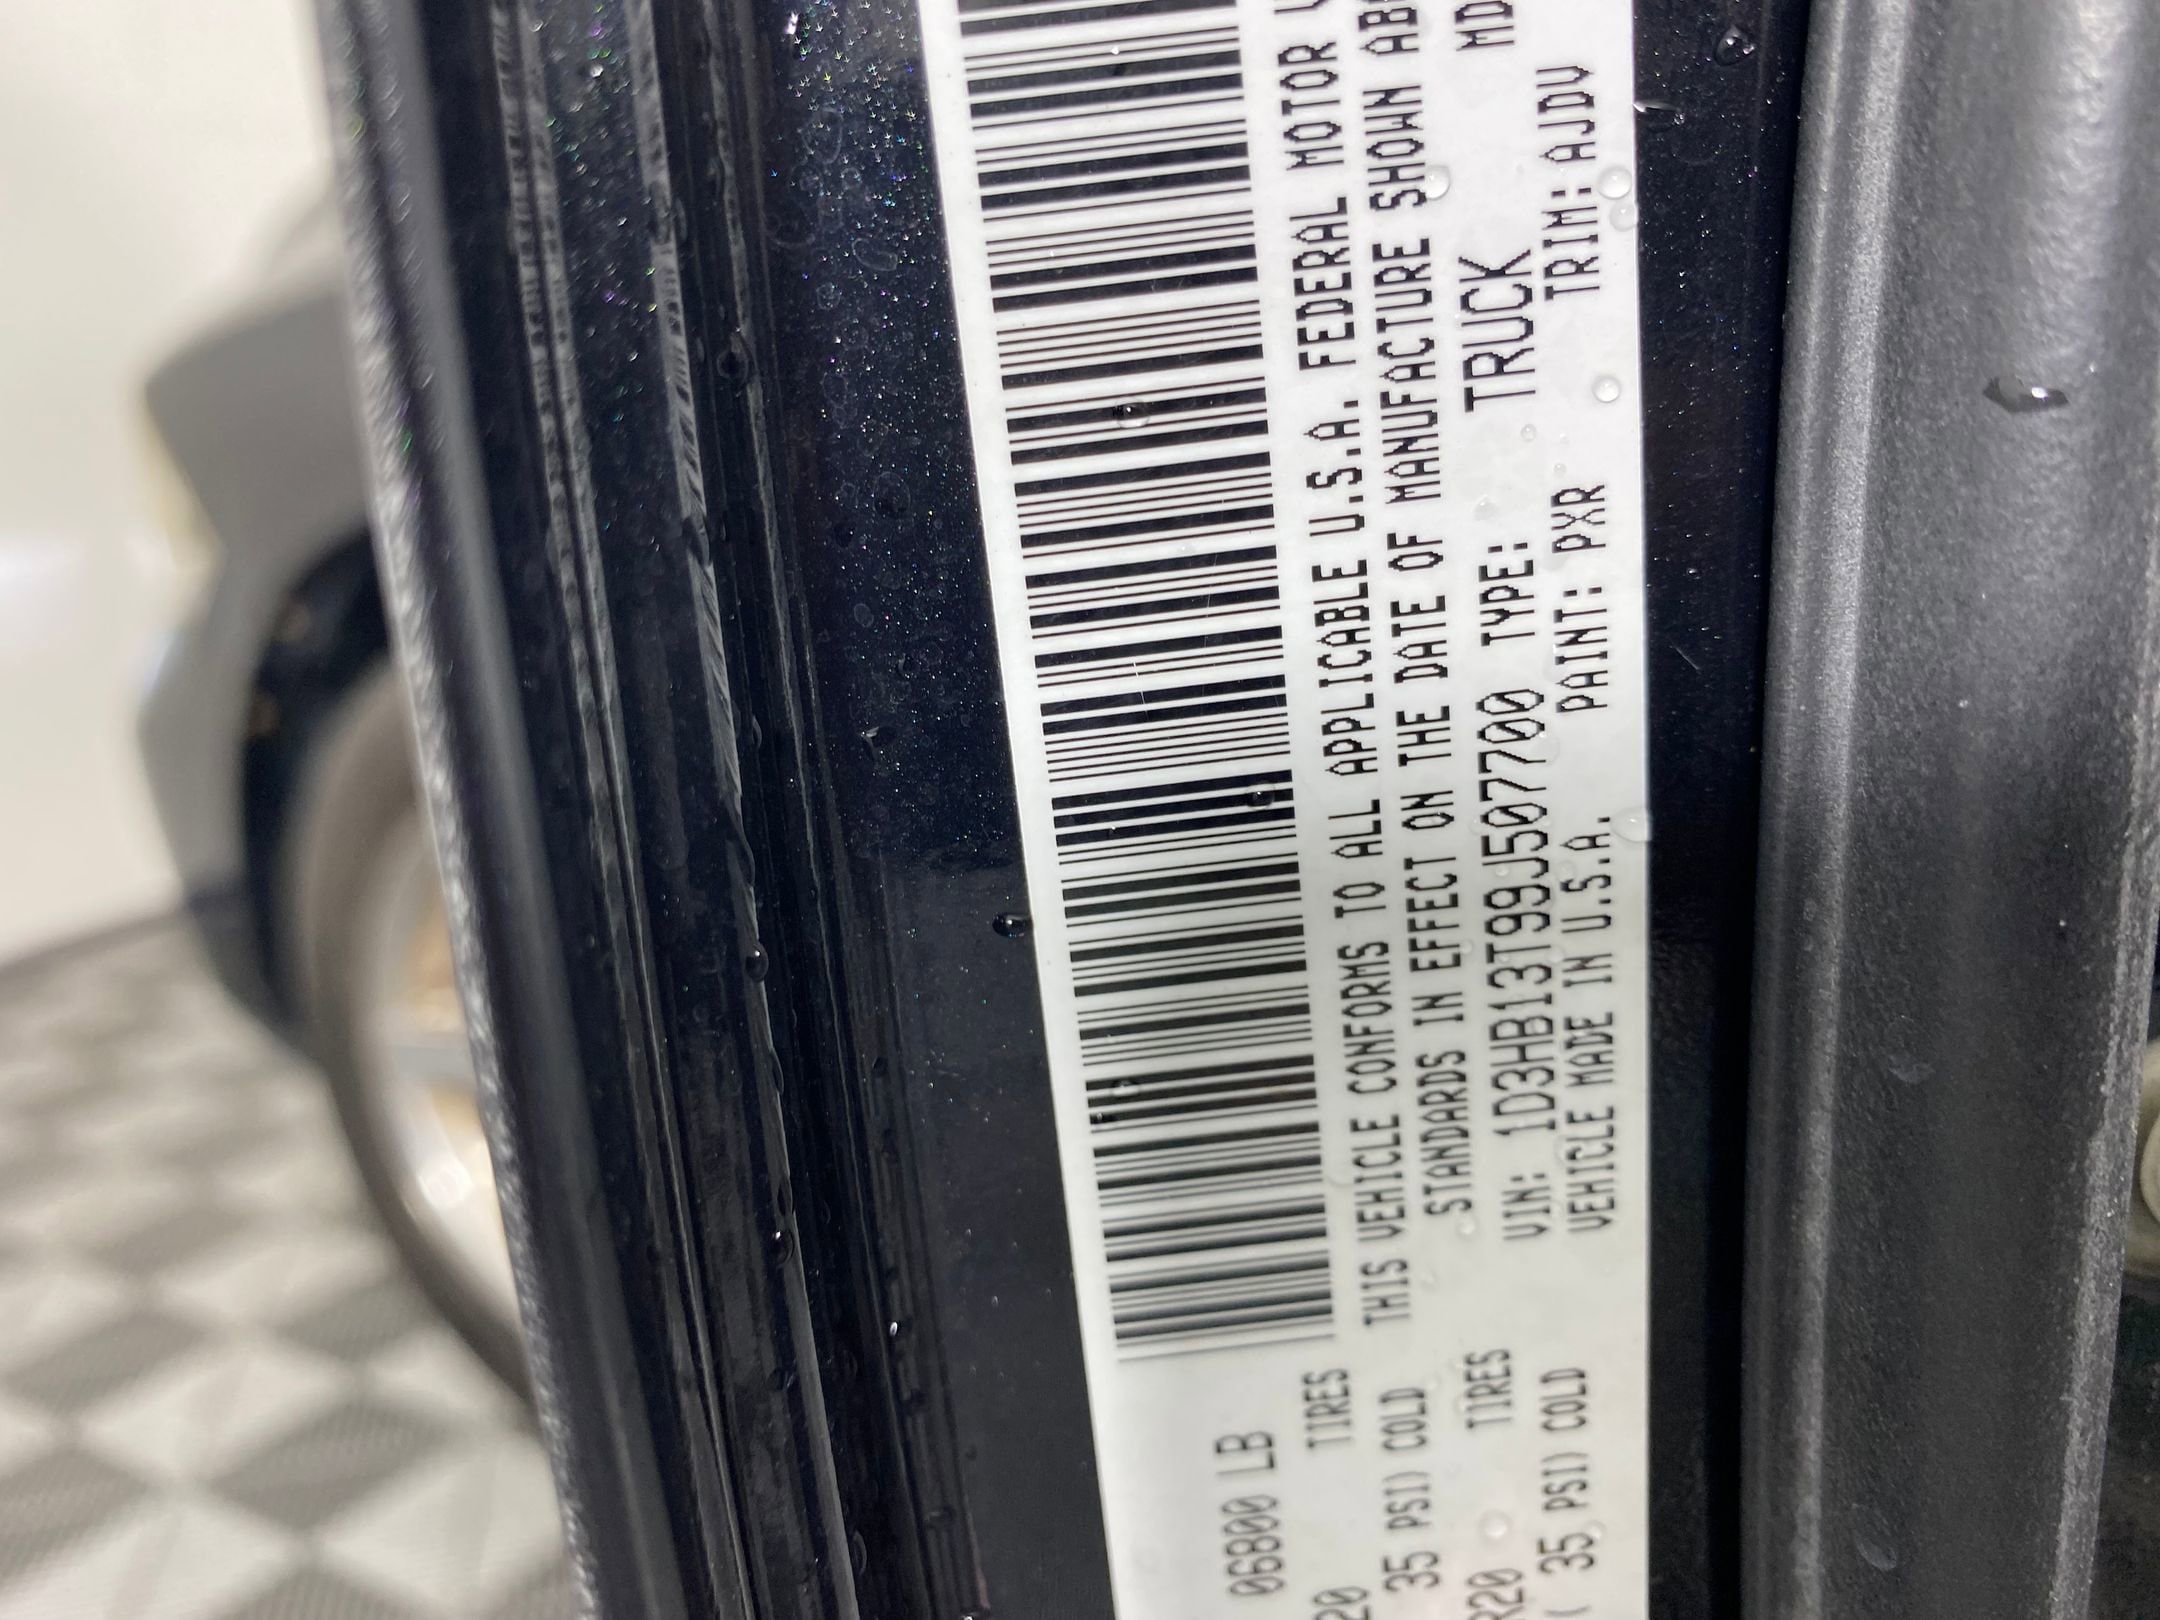 06800 LB
20 TIRES
35 PSI) COLD
R20 TIRES
( 35 PSI) COLD
THIS VEHICLE CONFORMS TO ALL APPLICABLE U.S.A. FEDERAL MOTOR
STANDARDS IN EFFECT ON THE DATE OF MANUFACTURE SHOWN
VIN: 1D3HB13T99J507700 TYPE: TRUCK MD
VEHICLE MADE IN U.S.A. PAINT: PXR TRIM: AJDV